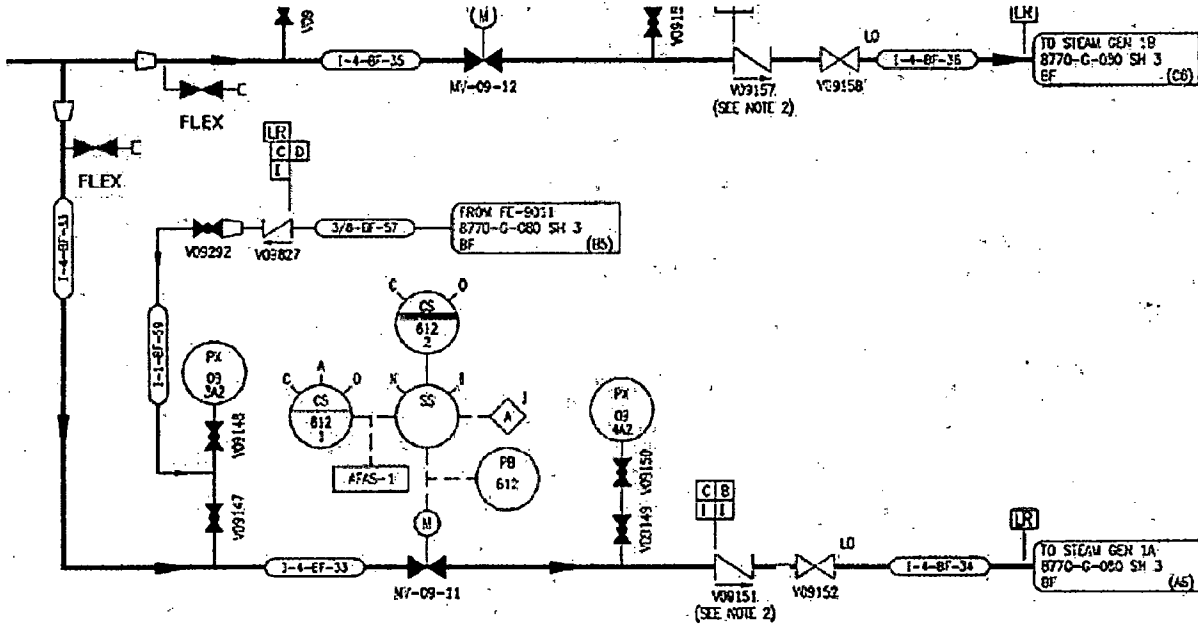 M
LR
LO
I-4-BF-35
I-4-BF-36
TO STEAM GEN 1B
8770-G-080 SH 3
BF (C6)
MV-09-12
V09157
(SEE NOTE 2)
V09158
C
FLEX
C
FLEX
LR
C D
I
FROM FE-9011
8770-G-080 SH 3
BF (B5)
3/8-BF-57
V09292
V09827
I-4-BF-33
I-1-BF-59
C O
CS
612
2
PX
09
3A2
C A O
CS
612
1
N I
SS
A
PX
09
4A2
V09148
AFAS-1
PB
612
V09150
V09147
V09149
M
C B
I I
LO
LR
I-4-BF-33
I-4-BF-34
TO STEAM GEN 1A
8770-G-080 SH 3
BF (A5)
MV-09-11
V09151
(SEE NOTE 2)
V09152